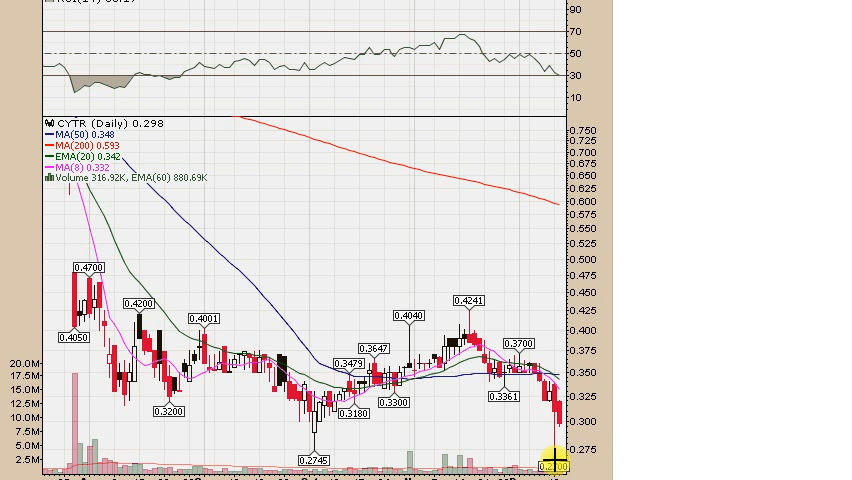 90
70
50
30
10
CYTR (Daily) 0.298
MA(50) 0.348
MA(200) 0.593
EMA(20) 0.342
MA(8) 0.332
Volume 316.92K, EMA(60) 880.69K
0.750
0.725
0.700
0.675
0.650
0.625
0.600
0.575
0.550
0.525
0.500
0.475
0.450
0.425
0.400
0.375
0.350
0.325
0.300
0.275
0.4700
0.4050
0.4200
0.3200
0.4001
0.2745
0.3479
0.3180
0.3647
0.3300
0.4040
0.4241
0.3361
0.3700
20.0M
17.5M
15.0M
12.5M
10.0M
7.5M
5.0M
2.5M